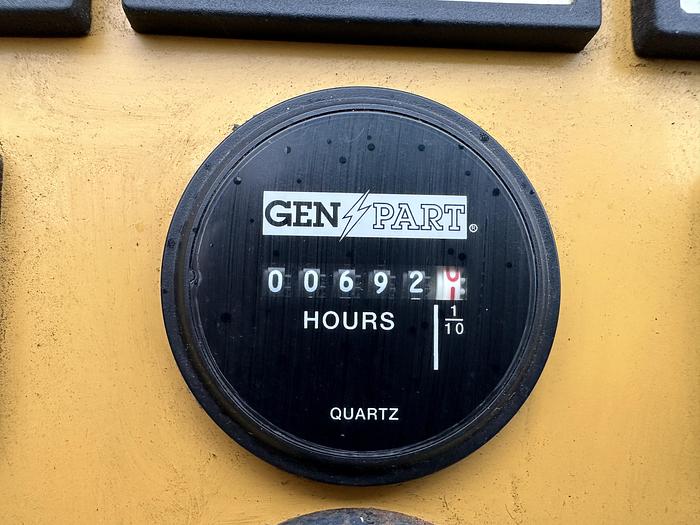 GEN PART®
00692
HOURS
1/10
QUARTZ